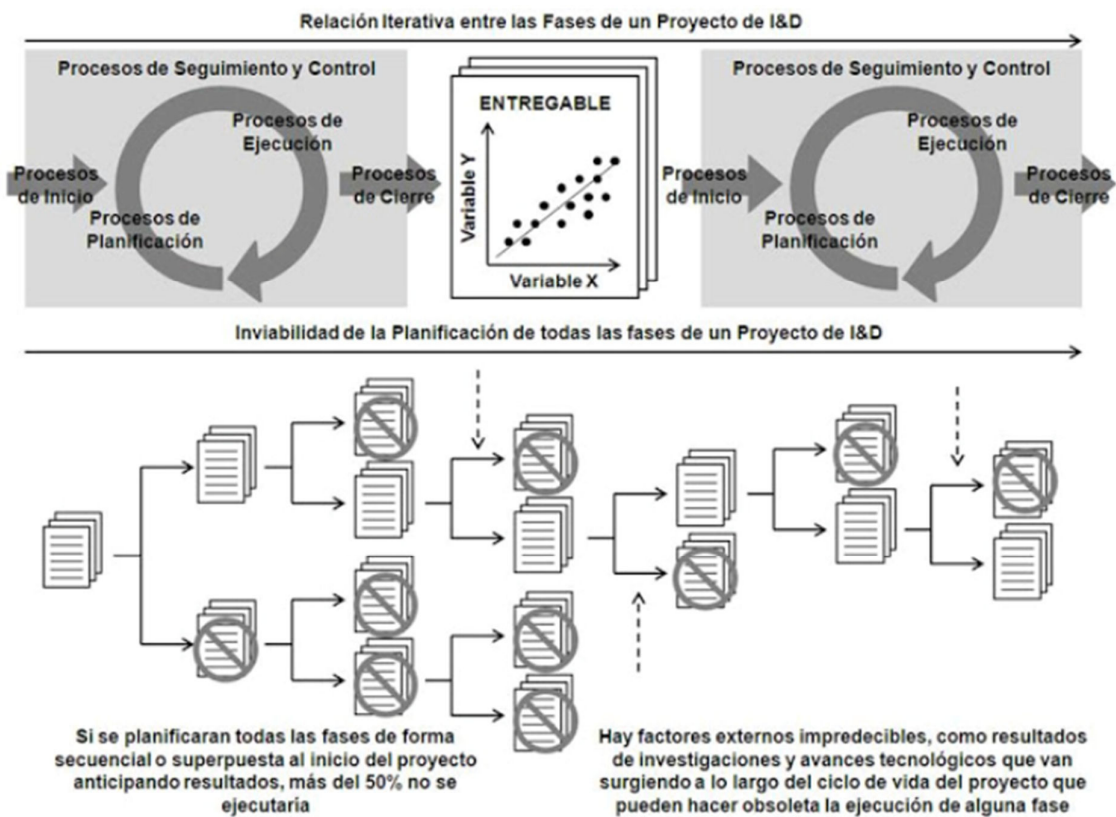 Relación Iterativa entre las Fases de un Proyecto de I&D
Procesos de Seguimiento y Control
Procesos de
Ejecución
Procesos
de Inicio
Procesos de
Planificación
Procesos
de Cierre
ENTREGABLE
Variable Y
Variable X
Procesos de Seguimiento y Control
Procesos de
Ejecución
Procesos
de Inicio
Procesos de
Planificación
Procesos
de Cierre
Inviabilidad de la Planificación de todas las fases de un Proyecto de I&D
Si se planificaran todas las fases de forma
secuencial o superpuesta al inicio del proyecto
anticipando resultados, más del 50% no se
ejecutaría
Hay factores externos impredecibles, como resultados
de investigaciones y avances tecnológicos que van
surgiendo a lo largo del ciclo de vida del proyecto que
pueden hacer obsoleta la ejecución de alguna fase